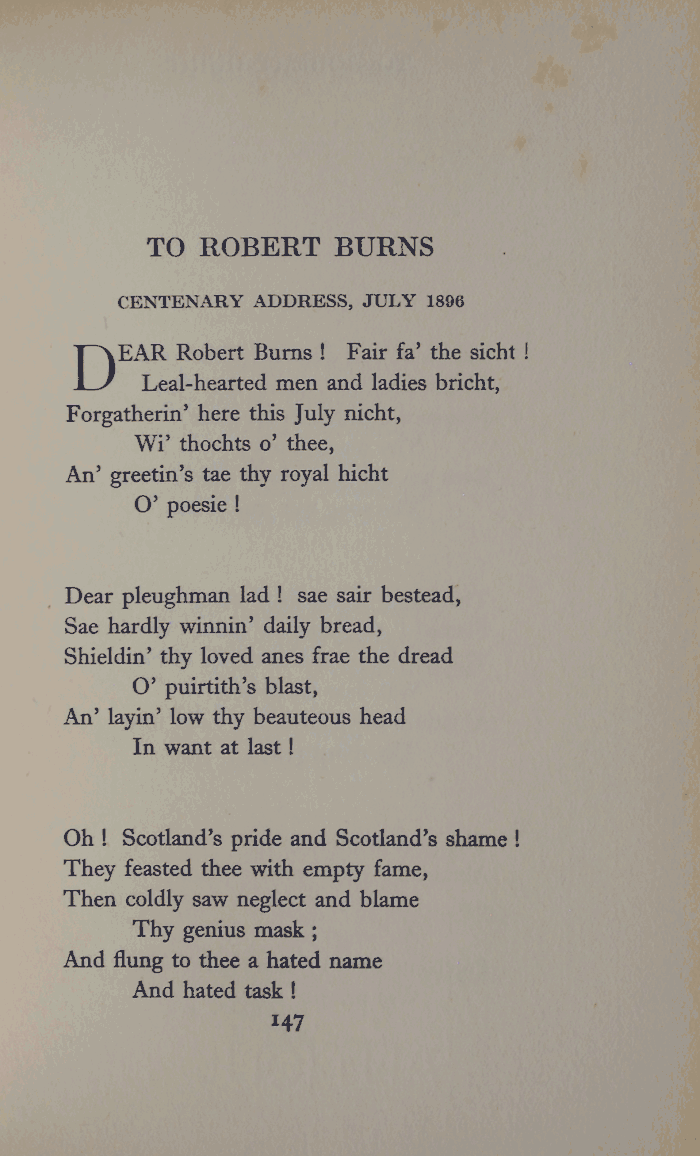 TO ROBERT BURNS
CENTENARY ADDRESS, JULY 1896
DEAR Robert Burns ! Fair fa’ the sicht !
Leal-hearted men and ladies bricht,
Forgatherin’ here this July nicht,
Wi’ thochts o’ thee,
An’ greetin’s tae thy royal hicht
O’ poesie !
Dear pleughman lad ! sae sair bestead,
Sae hardly winnin’ daily bread,
Shieldin’ thy loved anes frae the dread
O’ puirtith’s blast,
An’ layin’ low thy beauteous head
In want at last !
Oh ! Scotland’s pride and Scotland’s shame !
They feasted thee with empty fame,
Then coldly saw neglect and blame
Thy genius mask ;
And flung to thee a hated name
And hated task !
147